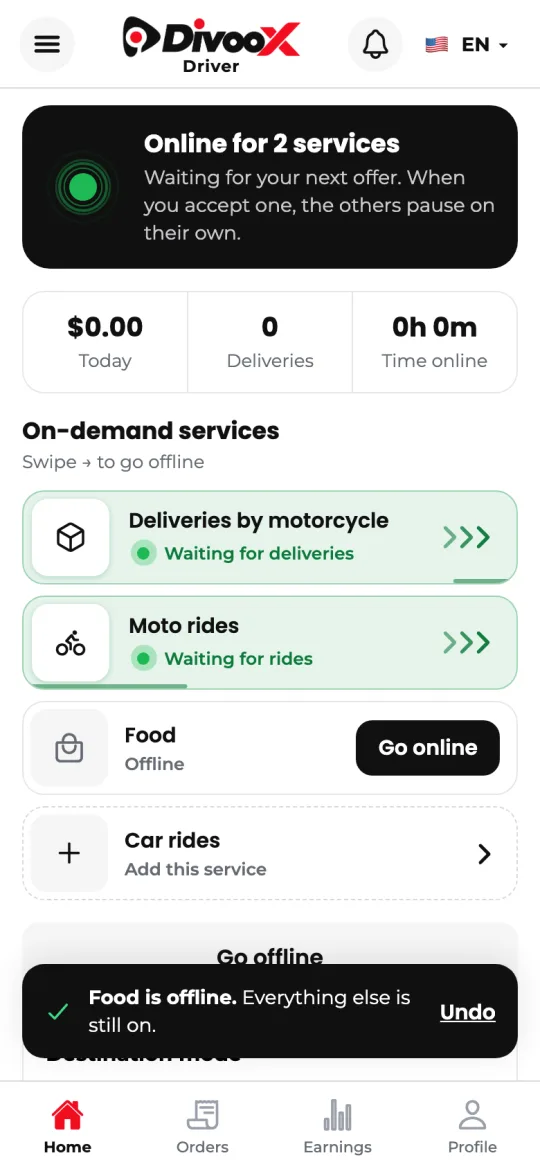 DivooX
Driver
EN
Online for 2 services
Waiting for your next offer. When
you accept one, the others pause on
their own.
$0.00
Today
0
Deliveries
0h 0m
Time online
On-demand services
Swipe → to go offline
Deliveries by motorcycle
Waiting for deliveries
Moto rides
Waiting for rides
Food
Offline
Go online
Car rides
Add this service
Go offline
Food is offline. Everything else is
still on.
Undo
Destination mode
Home
Orders
Earnings
Profile